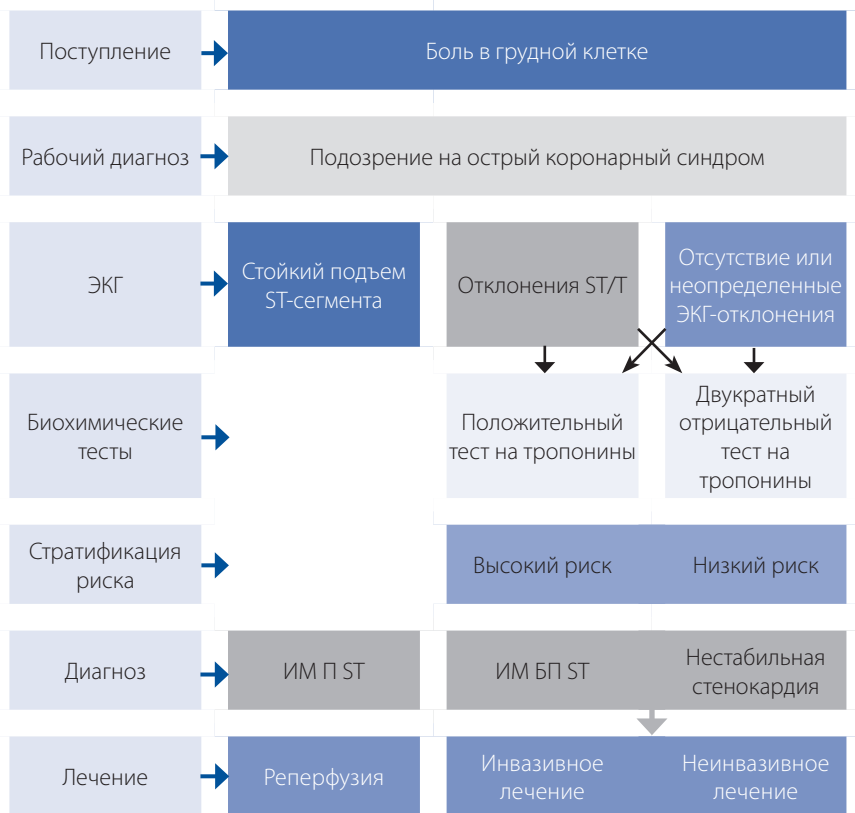 Поступление
Боль в грудной клетке
Рабочий диагноз
Подозрение на острый коронарный синдром
ЭКГ
Стойкий подъем
ST-сегмента
Отклонения ST/T
Отсутствие или
неопределенные
ЭКГ-отклонения
Биохимические
тесты
Положительный
тест на тропонины
Двукратный
отрицательный
тест на
тропонины
Стратификация
риска
Высокий риск
Низкий риск
Диагноз
ИМ П ST
ИМ БП ST
Нестабильная
стенокардия
Лечение
Реперфузия
Инвазивное
лечение
Неинвазивное
лечение